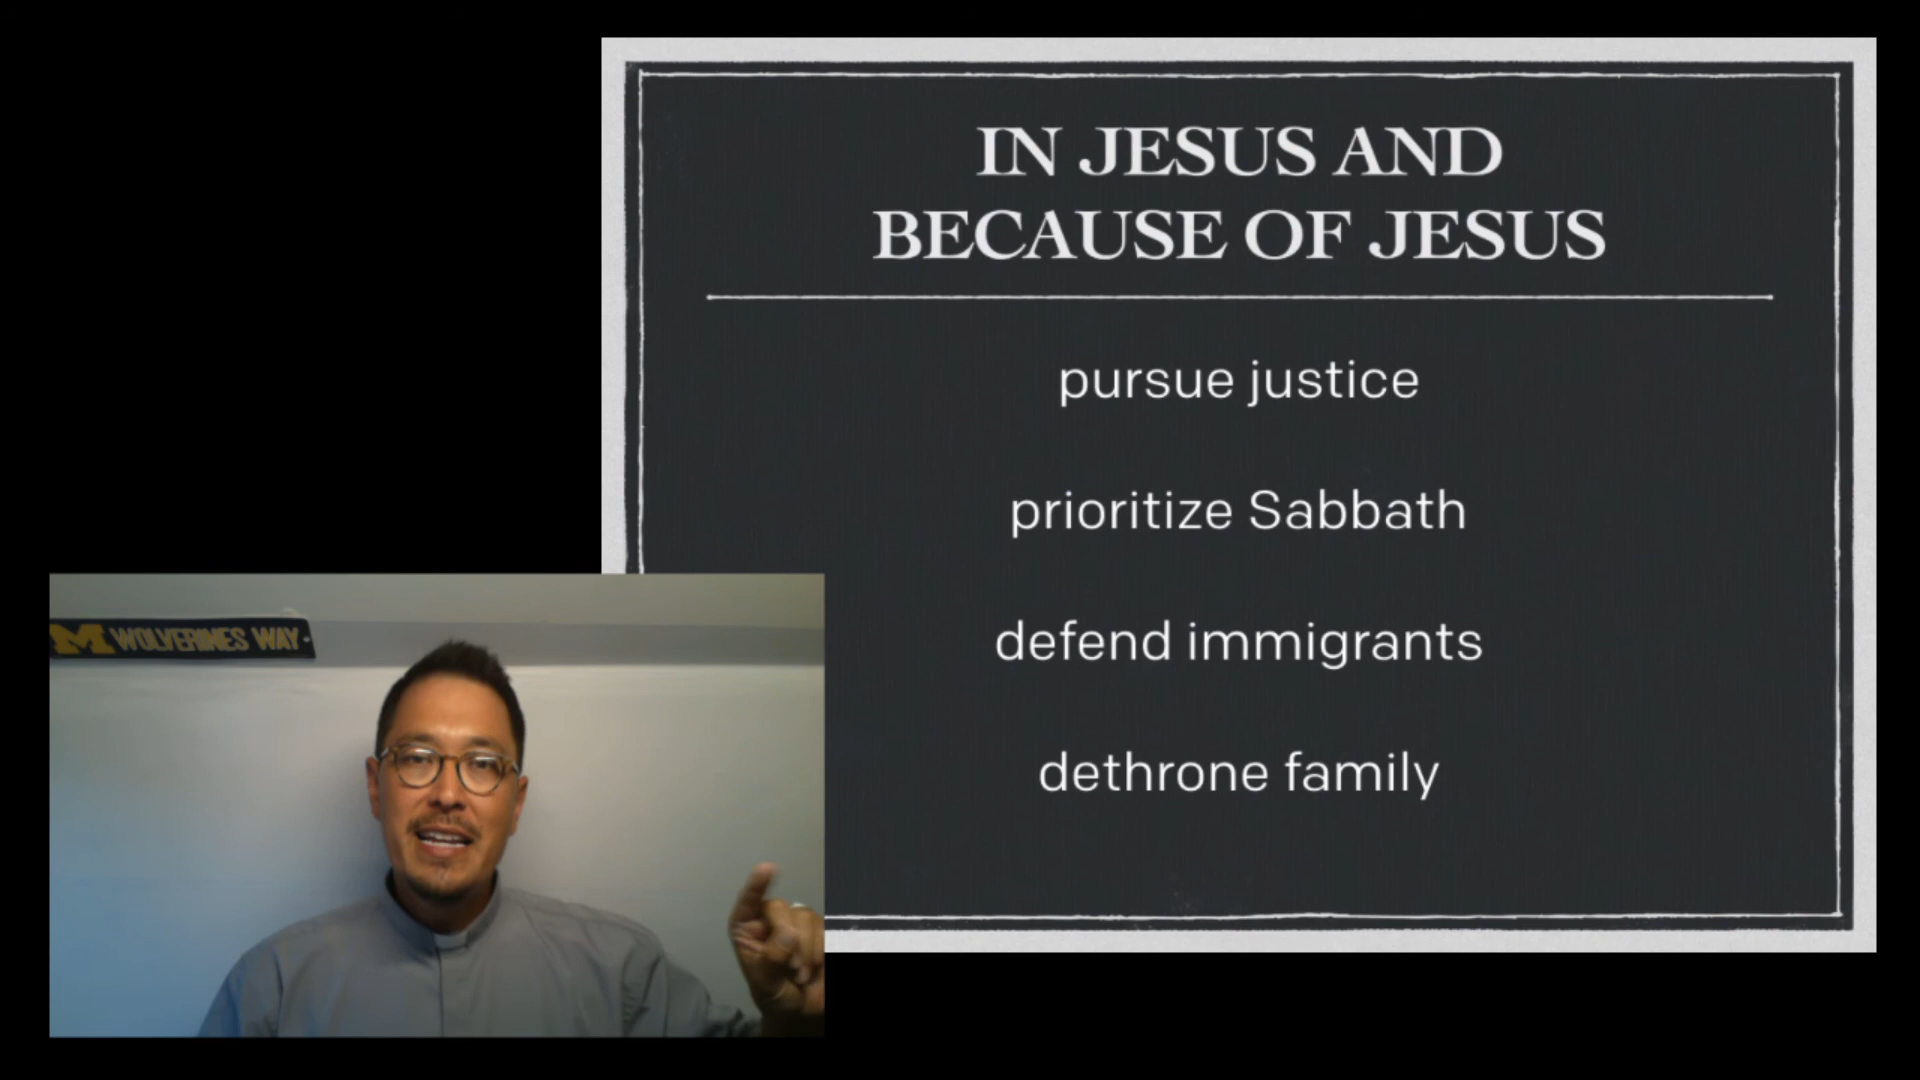 IN JESUS AND
BECAUSE OF JESUS
pursue justice
prioritize Sabbath
defend immigrants
dethrone family
M WOLVERINES WAY